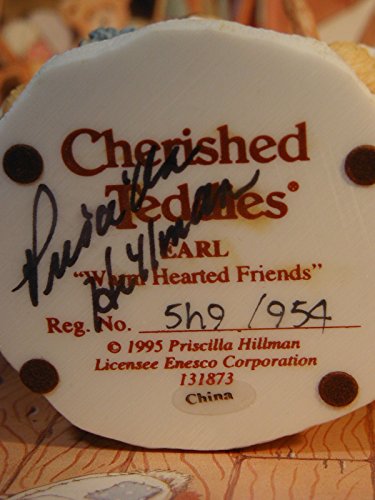 Cherished
Teddies®
Priscilla
Hillman
EARL
"Warm Hearted Friends"
Reg. No. 5h9 /954
© 1995 Priscilla Hillman
Licensee Enesco Corporation
131873
China